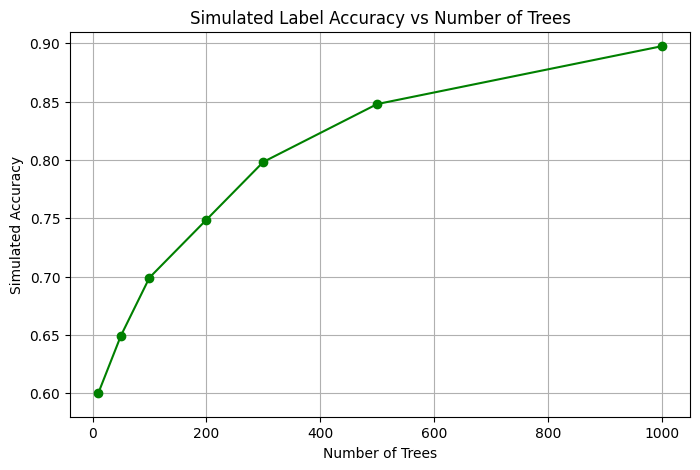 Simulated Label Accuracy vs Number of Trees
0.90
0.85
0.80
0.75
0.70
0.65
0.60
Simulated Accuracy
0 200 400 600 800 1000
Number of Trees